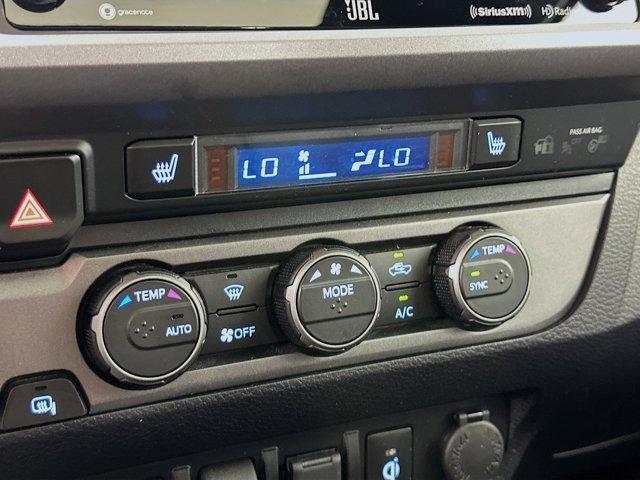 gracenote
JBL
((SiriusXM))
HD Radio
PASS AIR BAG
LO
LO
TEMP
AUTO
OFF
MODE
A/C
TEMP
SYNC